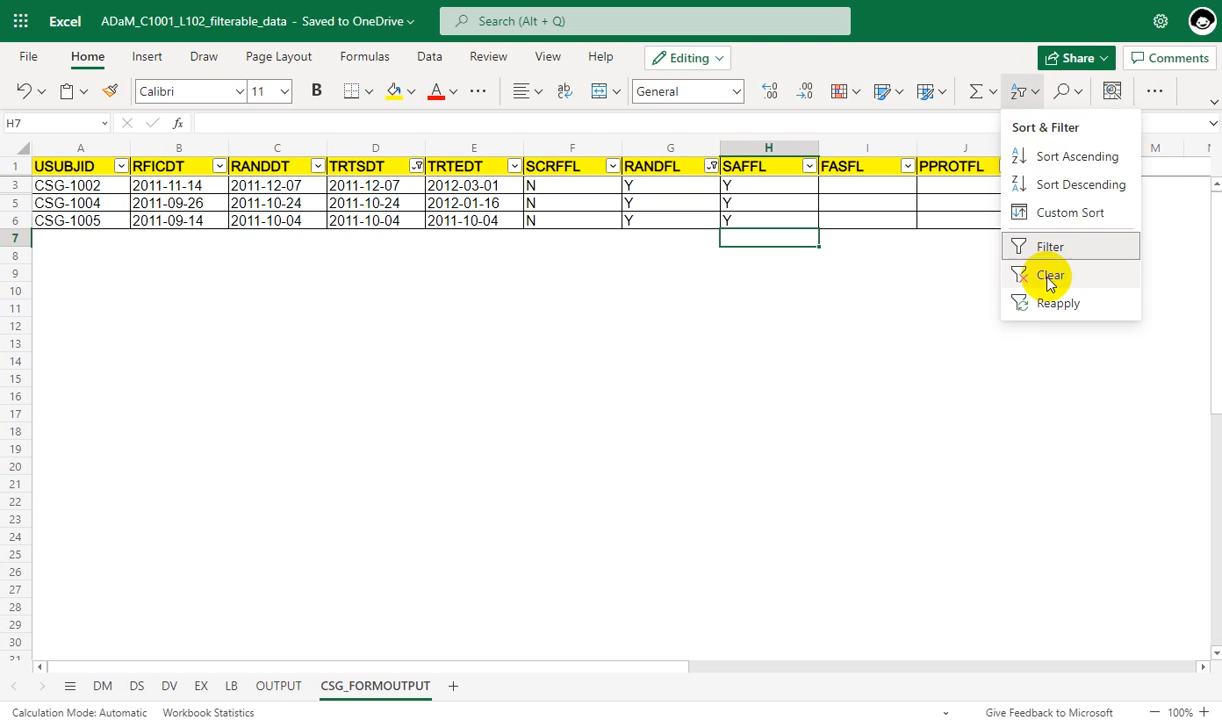 Excel ADaM_C1001_L102_filterable_data - Saved to OneDrive Search (Alt + Q)
File Home Insert Draw Page Layout Formulas Data Review View Help Editing Share Comments
Calibri 11 B A General
H7 fx
Sort & Filter
Sort Ascending
Sort Descending
Custom Sort
Filter
Clear
Reapply
A B C D E F G H I J M
1 USUBJID RFICDT RANDDT TRTSDT TRTEDT SCRFFL RANDFL SAFFL FASFL PPROTFL
3 CSG-1002 2011-11-14 2011-12-07 2011-12-07 2012-03-01 N Y Y
5 CSG-1004 2011-09-26 2011-10-24 2011-10-24 2012-01-16 N Y Y
6 CSG-1005 2011-09-14 2011-10-04 2011-10-04 2011-10-04 N Y Y
7
8
9
10
11
12
13
14
15
16
17
18
19
20
21
22
23
24
25
26
27
28
29
30
31
DM DS DV EX LB OUTPUT CSG_FORMOUTPUT
Calculation Mode: Automatic Workbook Statistics Give Feedback to Microsoft 100%